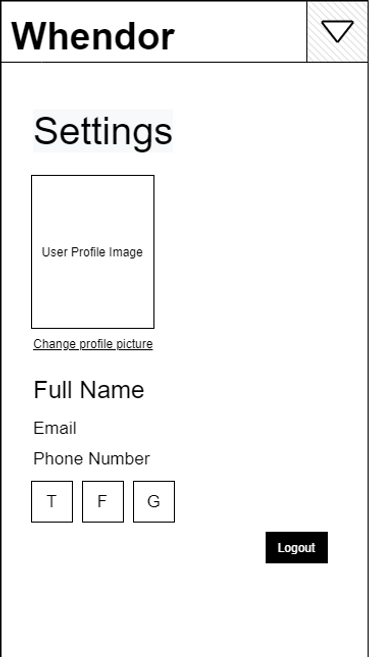 Whendor
Settings
User Profile Image
Change profile picture
Full Name
Email
Phone Number
T F G
Logout